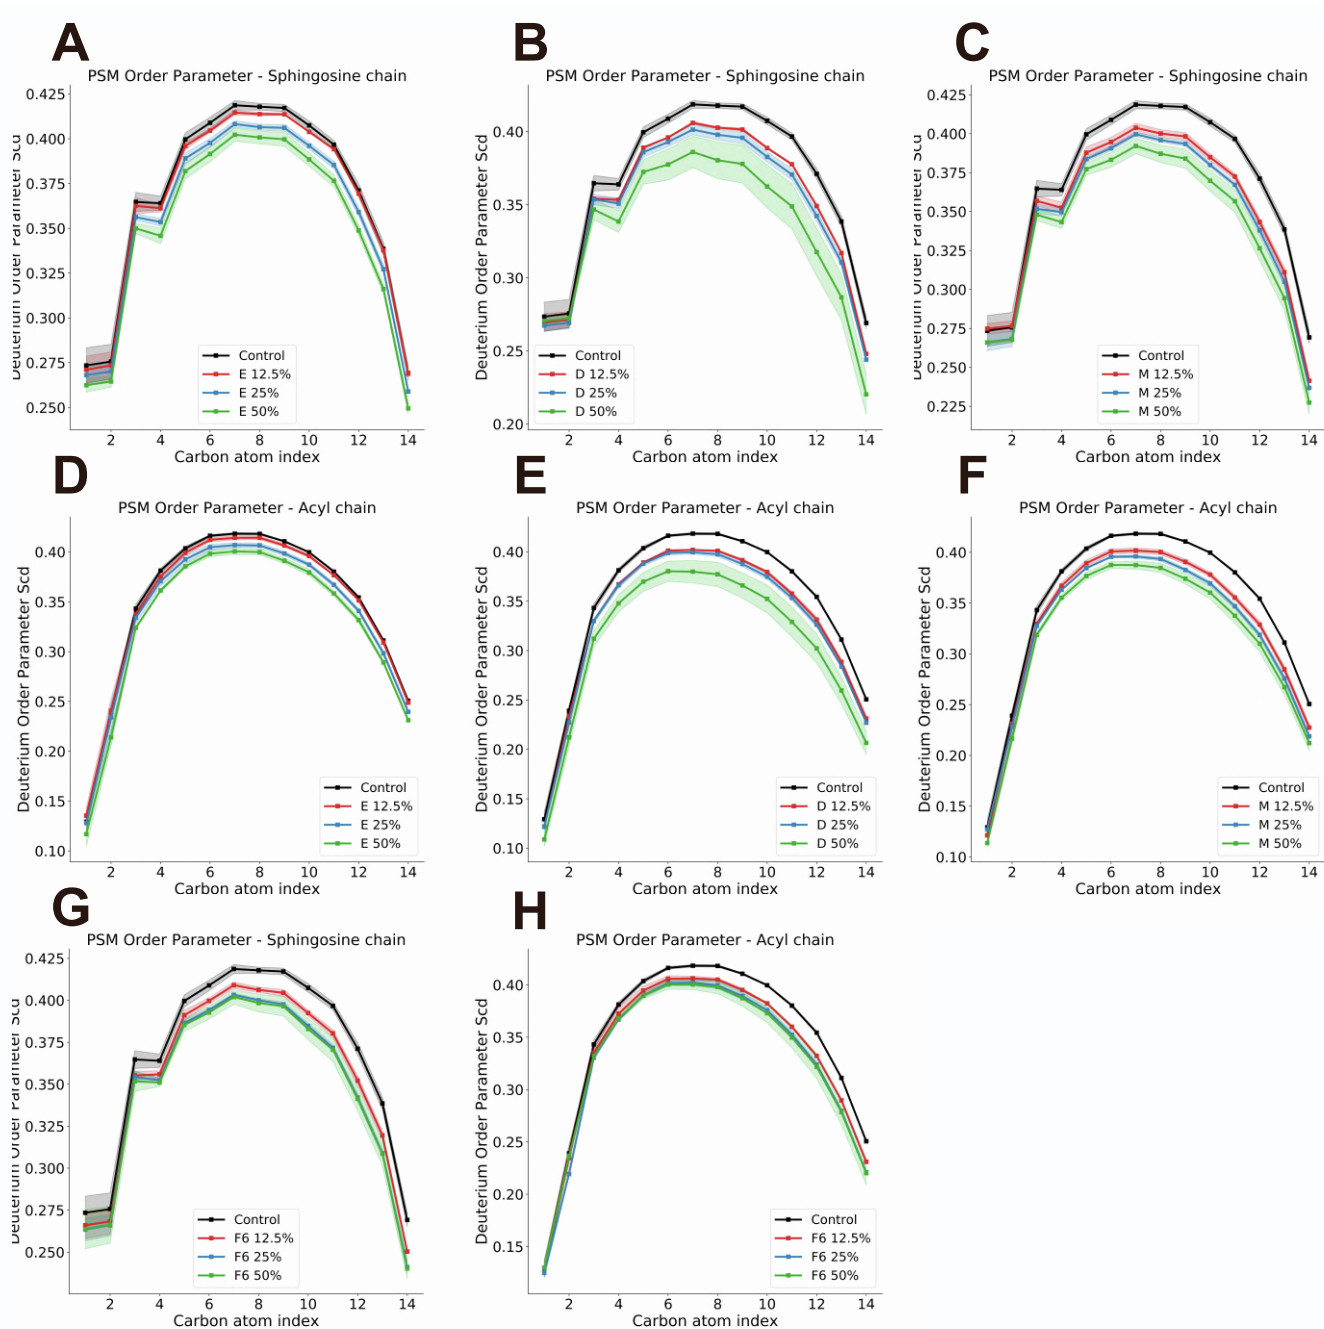 A
PSM Order Parameter - Sphingosine chain
Deuterium Order Parameter Scd
0.425
0.400
0.375
0.350
0.325
0.300
0.275
0.250
Control
E 12.5%
E 25%
E 50%
2 4 6 8 10 12 14
Carbon atom index
B
PSM Order Parameter - Sphingosine chain
Deuterium Order Parameter Scd
0.40
0.35
0.30
0.25
0.20
Control
D 12.5%
D 25%
D 50%
2 4 6 8 10 12 14
Carbon atom index
C
PSM Order Parameter - Sphingosine chain
Deuterium Order Parameter Scd
0.425
0.400
0.375
0.350
0.325
0.300
0.275
0.250
0.225
Control
M 12.5%
M 25%
M 50%
2 4 6 8 10 12 14
Carbon atom index
D
PSM Order Parameter - Acyl chain
Deuterium Order Parameter Scd
0.40
0.35
0.30
0.25
0.20
0.15
0.10
Control
E 12.5%
E 25%
E 50%
2 4 6 8 10 12 14
Carbon atom index
E
PSM Order Parameter - Acyl chain
Deuterium Order Parameter Scd
0.40
0.35
0.30
0.25
0.20
0.15
0.10
Control
D 12.5%
D 25%
D 50%
2 4 6 8 10 12 14
Carbon atom index
F
PSM Order Parameter - Acyl chain
Deuterium Order Parameter Scd
0.40
0.35
0.30
0.25
0.20
0.15
0.10
Control
M 12.5%
M 25%
M 50%
2 4 6 8 10 12 14
Carbon atom index
G
PSM Order Parameter - Sphingosine chain
Deuterium Order Parameter Scd
0.425
0.400
0.375
0.350
0.325
0.300
0.275
0.250
Control
F6 12.5%
F6 25%
F6 50%
2 4 6 8 10 12 14
Carbon atom index
H
PSM Order Parameter - Acyl chain
Deuterium Order Parameter Scd
0.40
0.35
0.30
0.25
0.20
0.15
Control
F6 12.5%
F6 25%
F6 50%
2 4 6 8 10 12 14
Carbon atom index